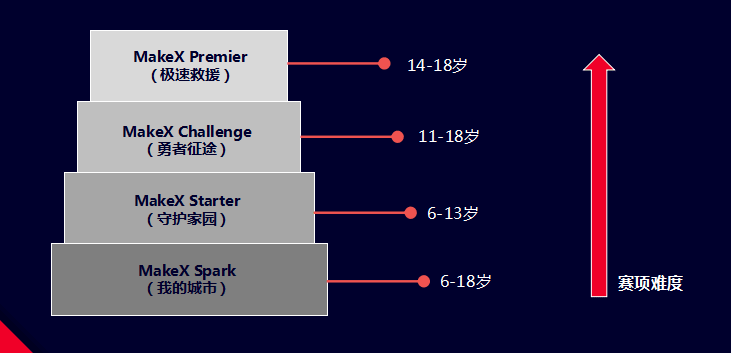 MakeX Premier
（极速救援）
14-18岁
MakeX Challenge
（勇者征途）
11-18岁
MakeX Starter
（守护家园）
6-13岁
MakeX Spark
（我的城市）
6-18岁
赛项难度